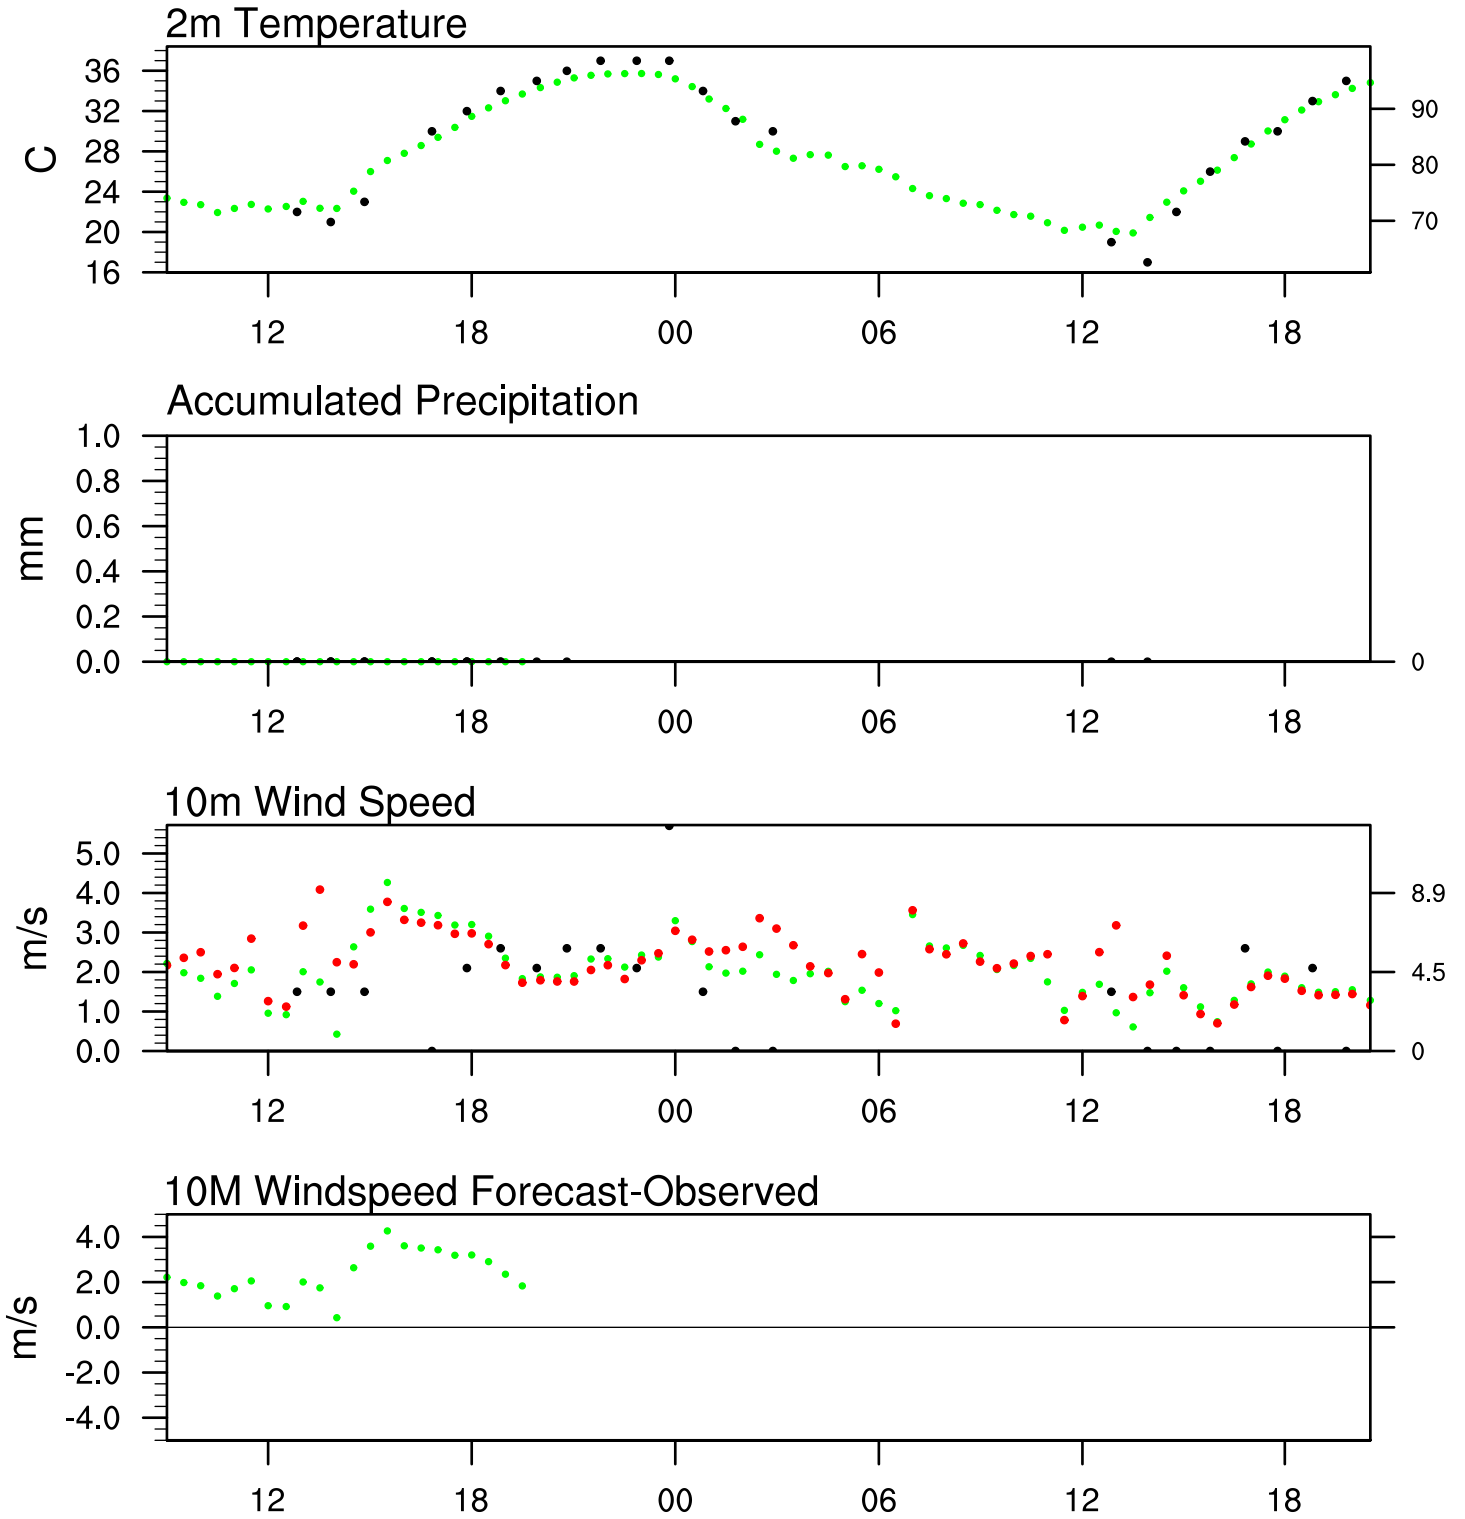 2m Temperature
36
32
28
24
20
16
C
90
80
70
12 18 00 06 12 18
Accumulated Precipitation
1.0
0.8
0.6
0.4
0.2
0.0
mm
0
12 18 00 06 12 18
10m Wind Speed
5.0
4.0
3.0
2.0
1.0
0.0
m/s
8.9
4.5
0
12 18 00 06 12 18
10M Windspeed Forecast-Observed
4.0
2.0
0.0
-2.0
-4.0
m/s
12 18 00 06 12 18